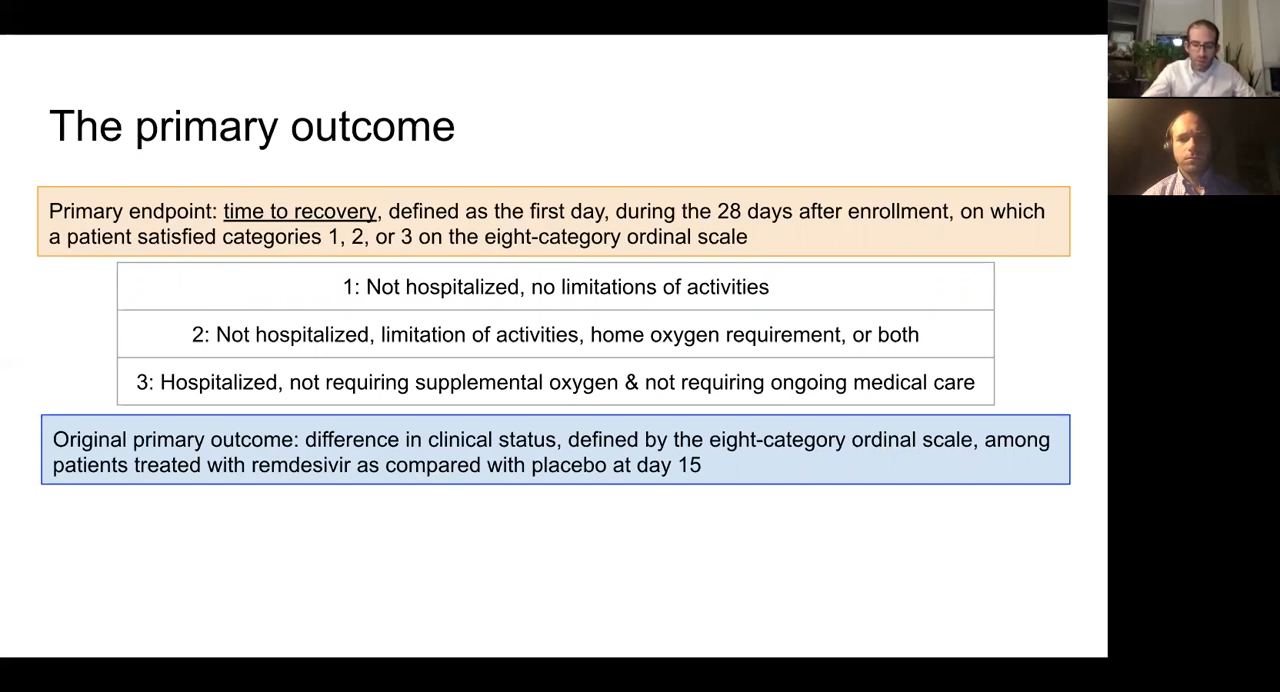 The primary outcome
Primary endpoint: time to recovery, defined as the first day, during the 28 days after enrollment, on which
a patient satisfied categories 1, 2, or 3 on the eight-category ordinal scale
1: Not hospitalized, no limitations of activities
2: Not hospitalized, limitation of activities, home oxygen requirement, or both
3: Hospitalized, not requiring supplemental oxygen & not requiring ongoing medical care
Original primary outcome: difference in clinical status, defined by the eight-category ordinal scale, among
patients treated with remdesivir as compared with placebo at day 15